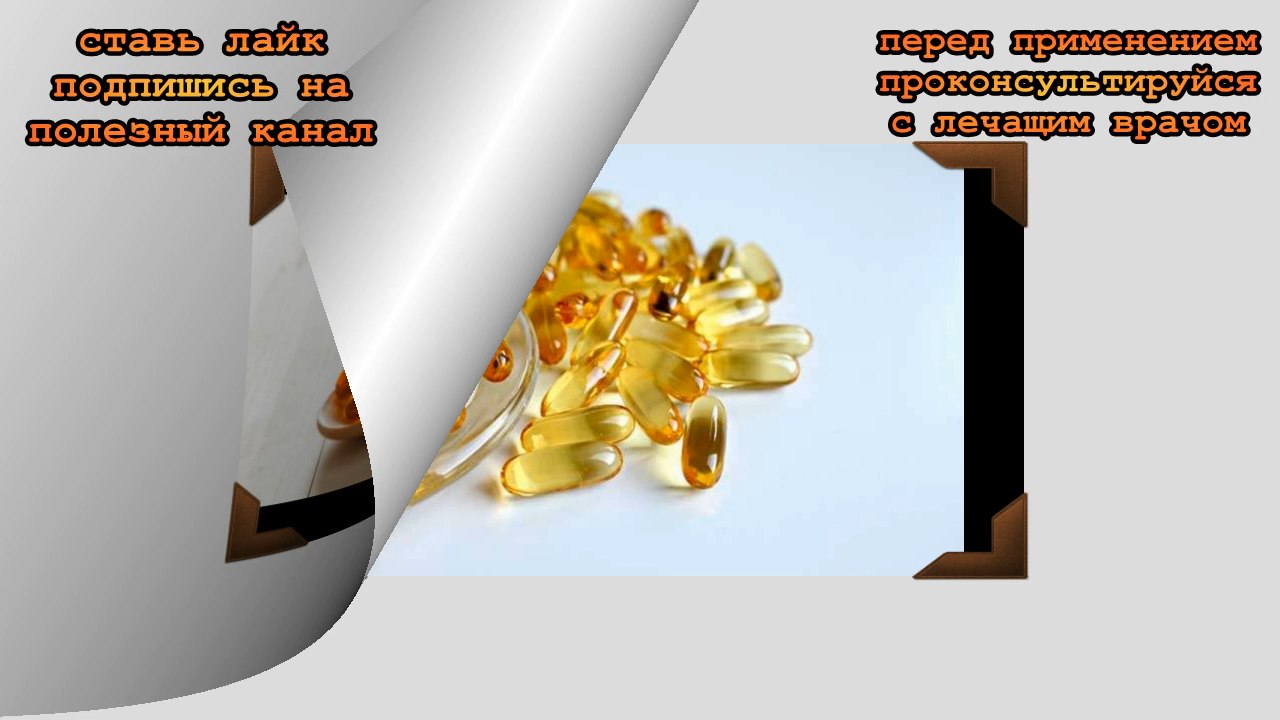 ставь лайк
подпишись на
полезный канал
перед применением
проконсультируйся
с лечащим врачом